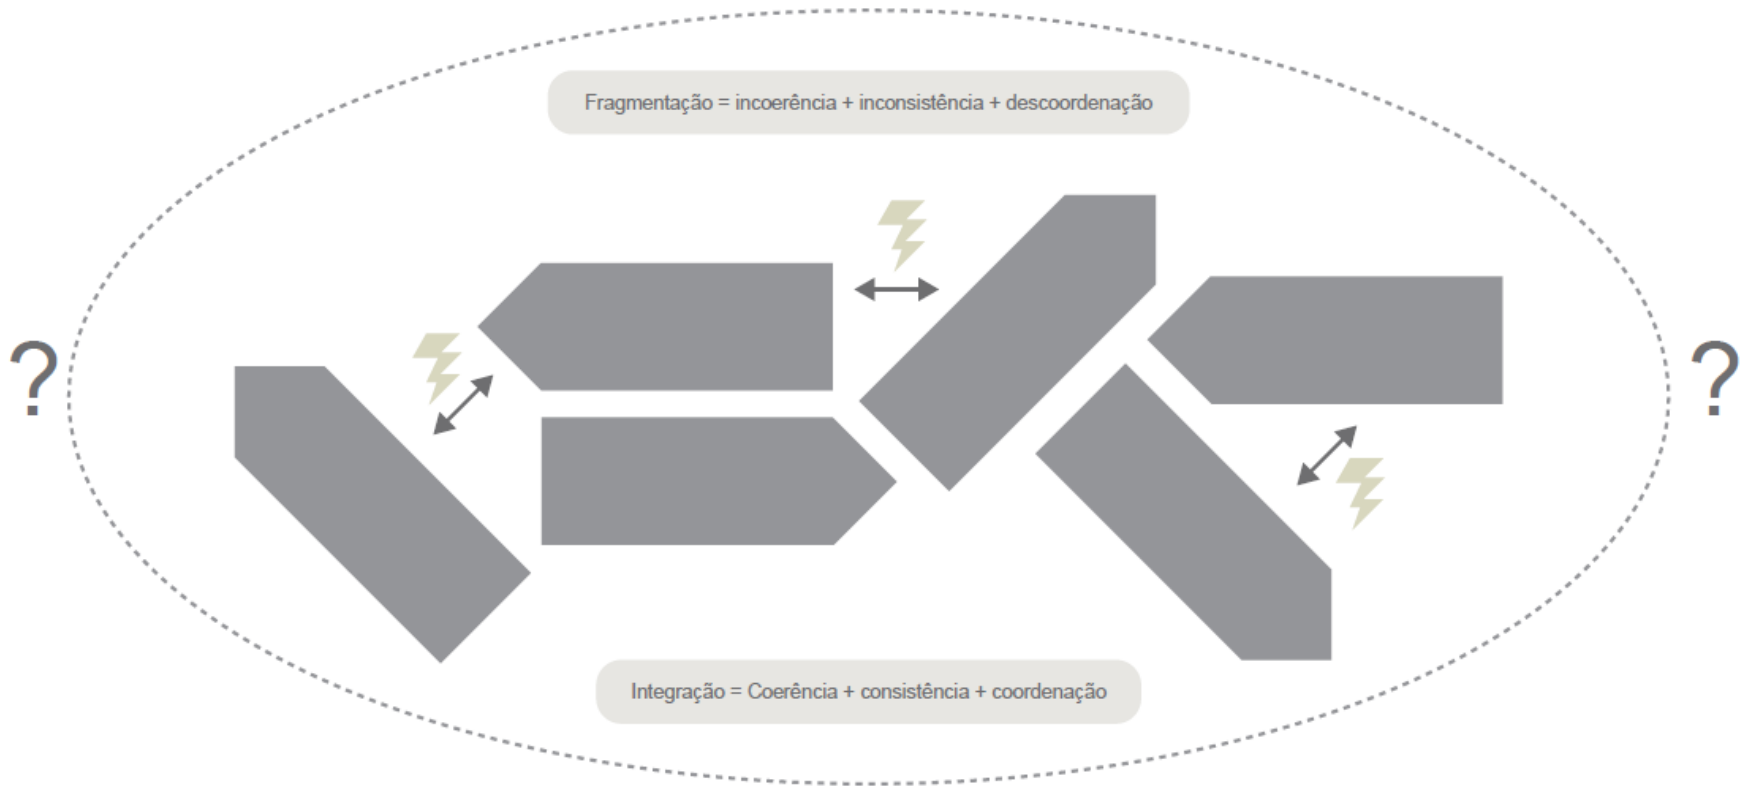 Fragmentação = incoerência + inconsistência + descoordenação
?
?
Integração = Coerência + consistência + coordenação